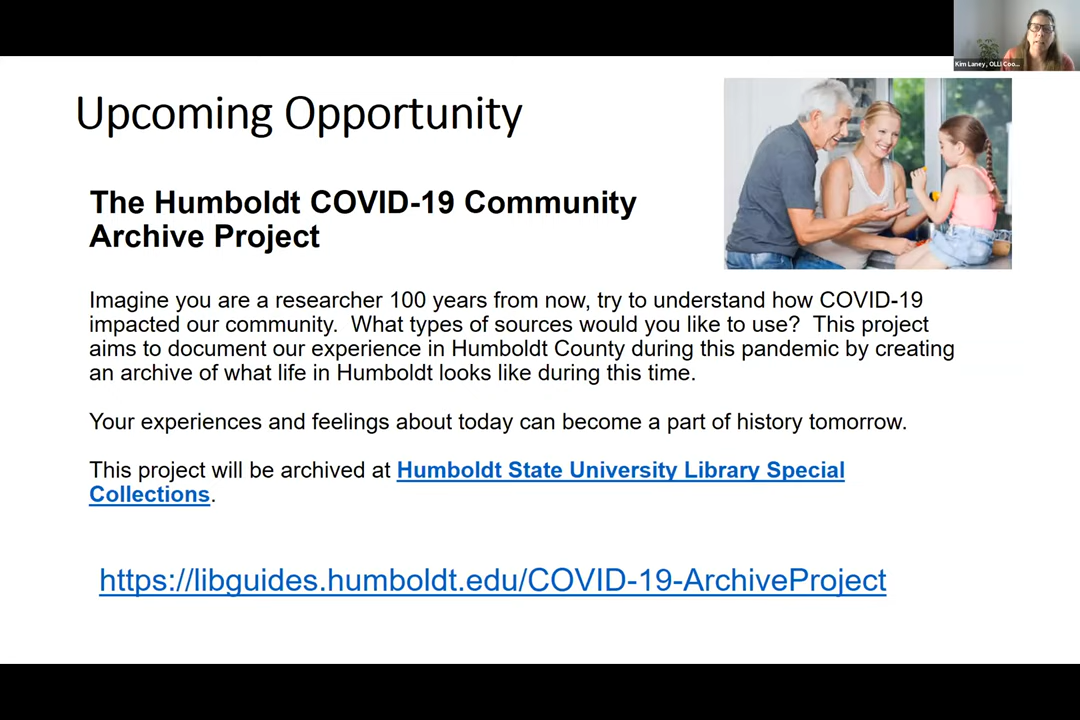 Kim Laney, OLLI Coo...
Upcoming Opportunity
The Humboldt COVID-19 Community
Archive Project
Imagine you are a researcher 100 years from now, try to understand how COVID-19
impacted our community.  What types of sources would you like to use?  This project
aims to document our experience in Humboldt County during this pandemic by creating
an archive of what life in Humboldt looks like during this time.
Your experiences and feelings about today can become a part of history tomorrow.
This project will be archived at Humboldt State University Library Special
Collections.
https://libguides.humboldt.edu/COVID-19-ArchiveProject